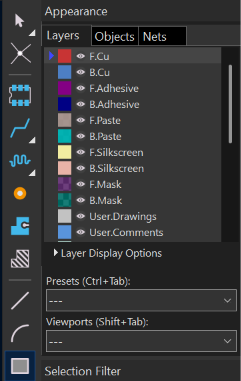 Appearance
Layers Objects Nets
F.Cu
B.Cu
F.Adhesive
B.Adhesive
F.Paste
B.Paste
F.Silkscreen
B.Silkscreen
F.Mask
B.Mask
User.Drawings
User.Comments
Layer Display Options
Presets (Ctrl+Tab):
---
Viewports (Shift+Tab):
---
Selection Filter